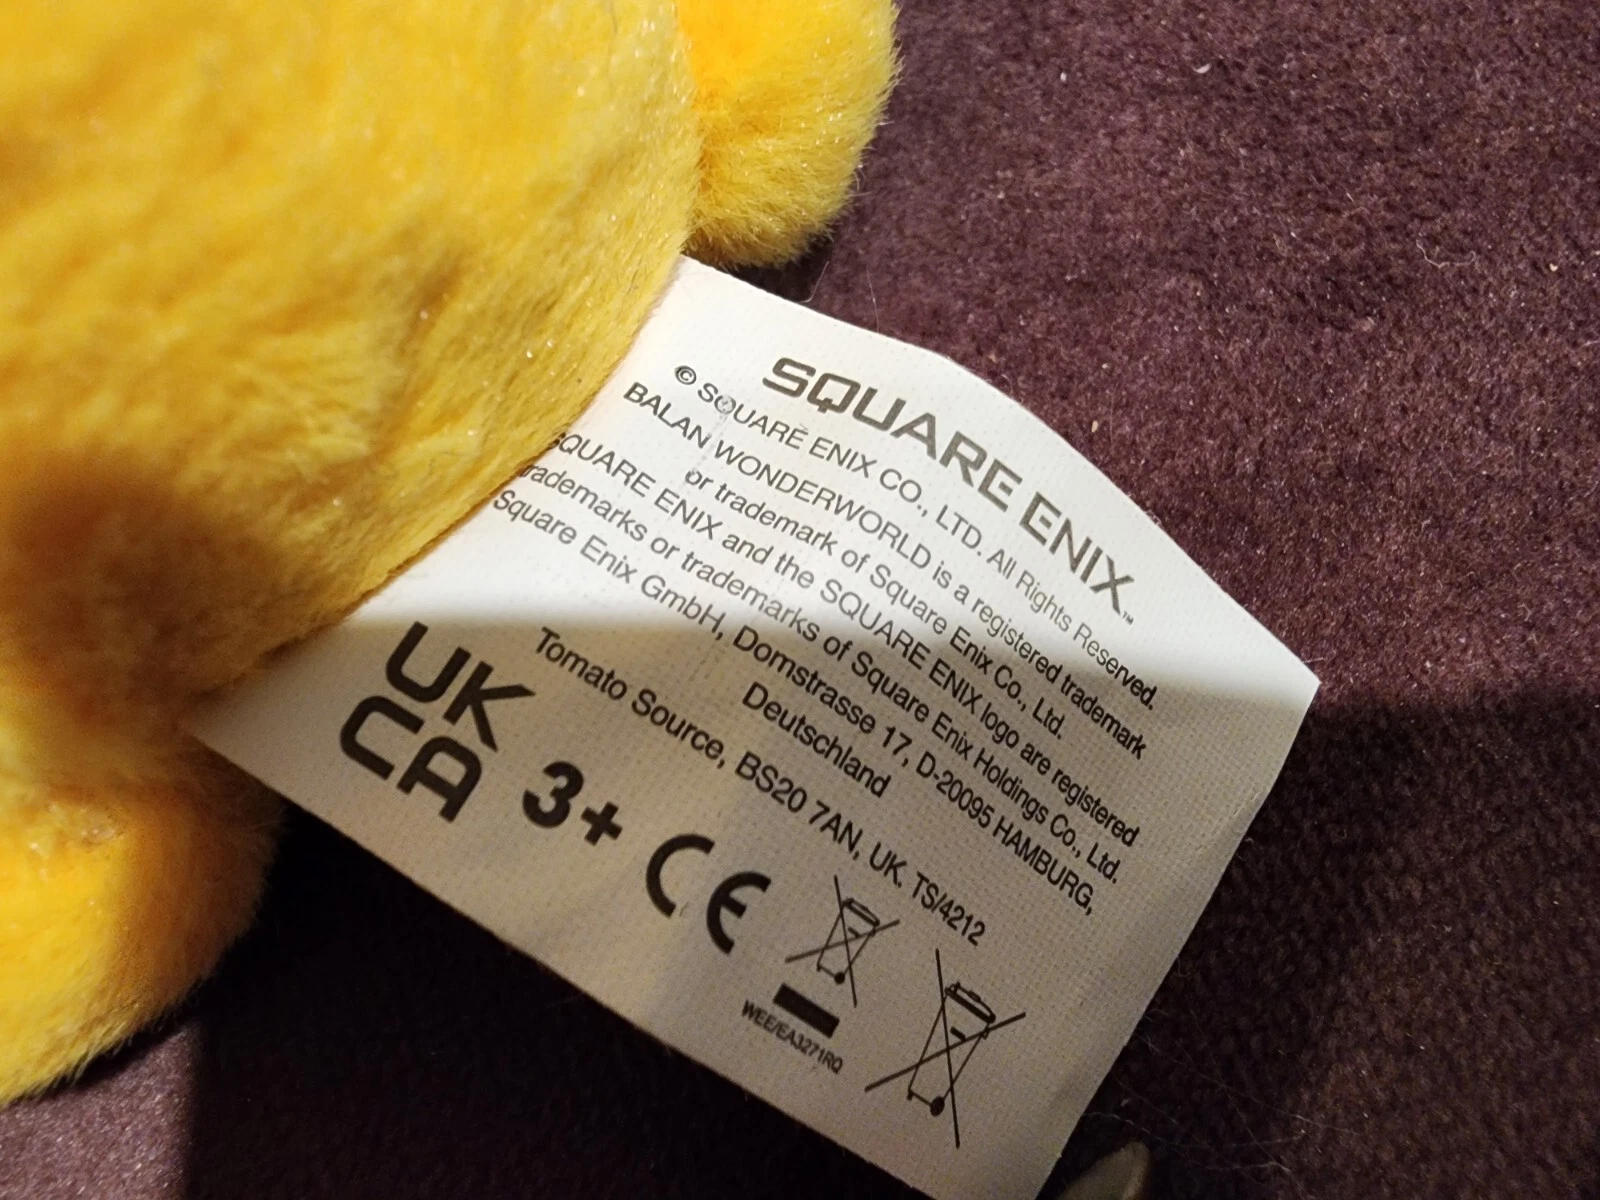 SQUARE ENIX™
© SQUARE ENIX CO., LTD. All Rights Reserved.
BALAN WONDERWORLD is a registered trademark
or trademark of Square Enix Co., Ltd.
SQUARE ENIX and the SQUARE ENIX logo are registered
trademarks or trademarks of Square Enix Holdings Co., Ltd.
Square Enix GmbH, Domstrasse 17, D-20095 HAMBURG,
Deutschland
Tomato Source, BS20 7AN, UK. TS/4212
UK
CA
3+
CE
WEE/EA3271RQ